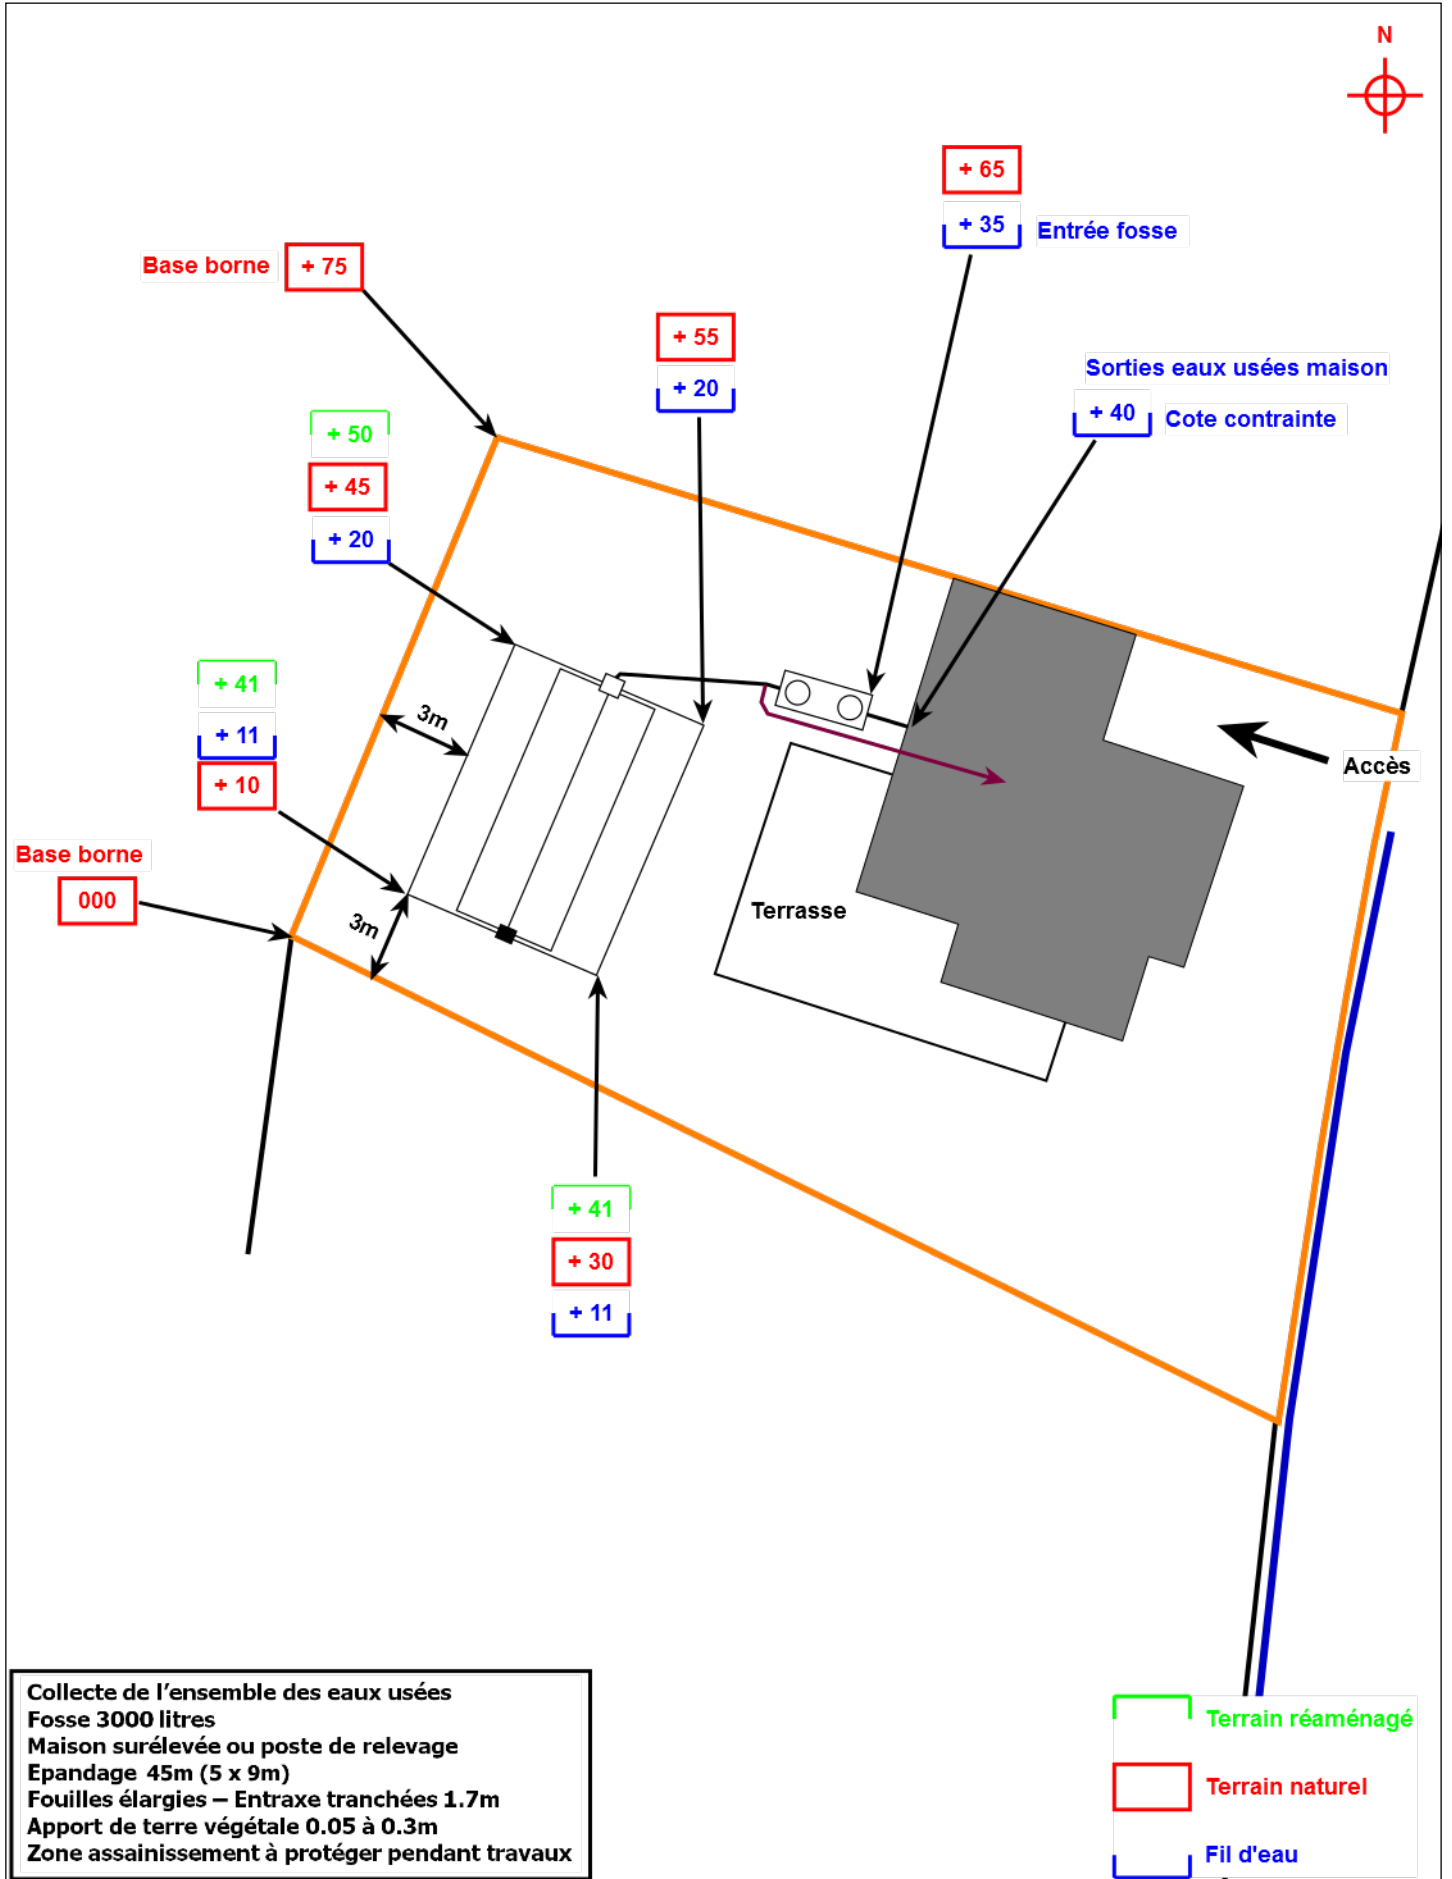 N
+ 65
+ 35 Entrée fosse
Base borne + 75
+ 55
+ 20
Sorties eaux usées maison
+ 40 Cote contrainte
+ 50
+ 45
+ 20
+ 41
+ 11
+ 10
3m
Accès
Base borne
000
3m
Terrasse
+ 41
+ 30
+ 11
Collecte de l'ensemble des eaux usées
Fosse 3000 litres
Maison surélevée ou poste de relevage
Epandage 45m (5 x 9m)
Fouilles élargies – Entraxe tranchées 1.7m
Apport de terre végétale 0.05 à 0.3m
Zone assainissement à protéger pendant travaux
Terrain réaménagé
Terrain naturel
Fil d'eau